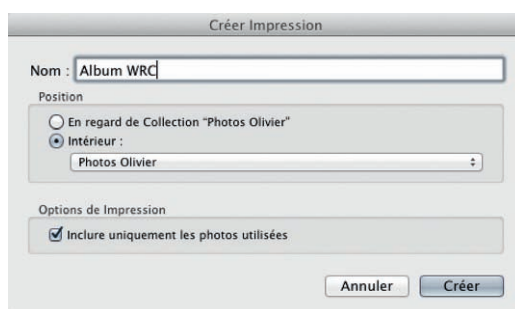 Créer Impression
Nom : Album WRC
Position
En regard de Collection “Photos Olivier”
Intérieur :
Photos Olivier
Options de Impression
Inclure uniquement les photos utilisées
Annuler Créer